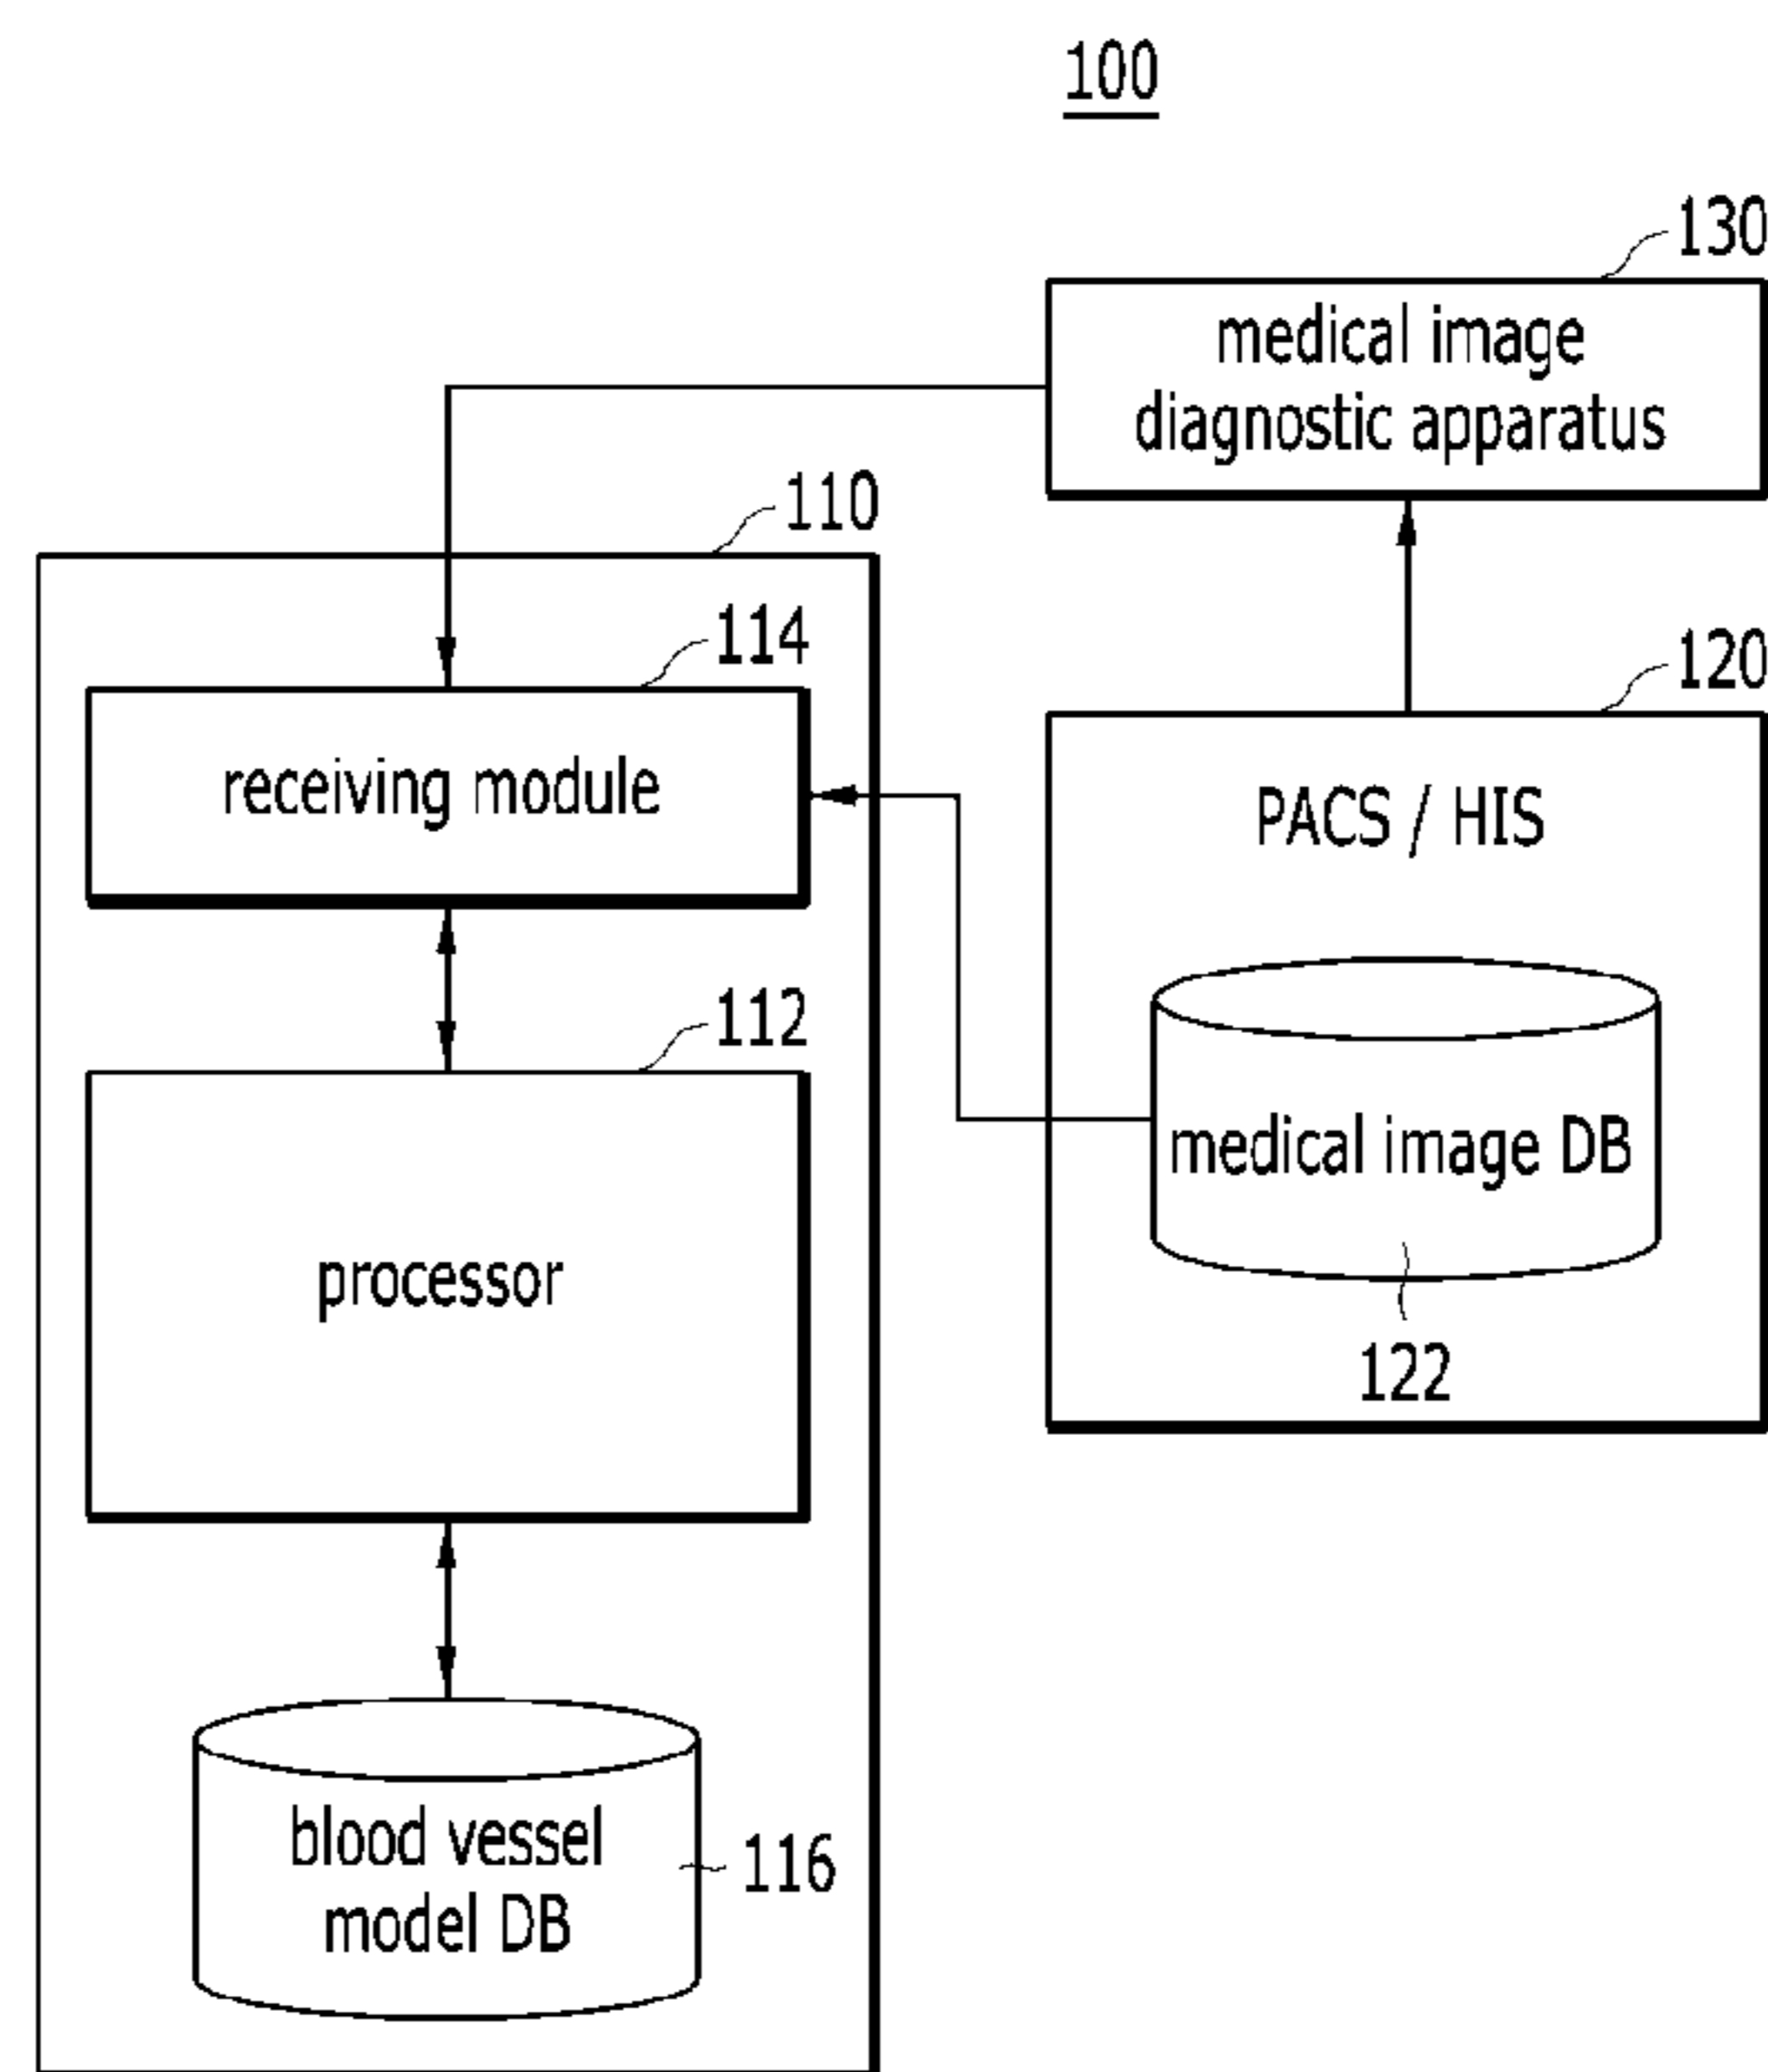 100
130
medical image
diagnostic apparatus
110
114
receiving module
120
PACS / HIS
112
processor
medical image DB
122
blood vessel
model DB
116